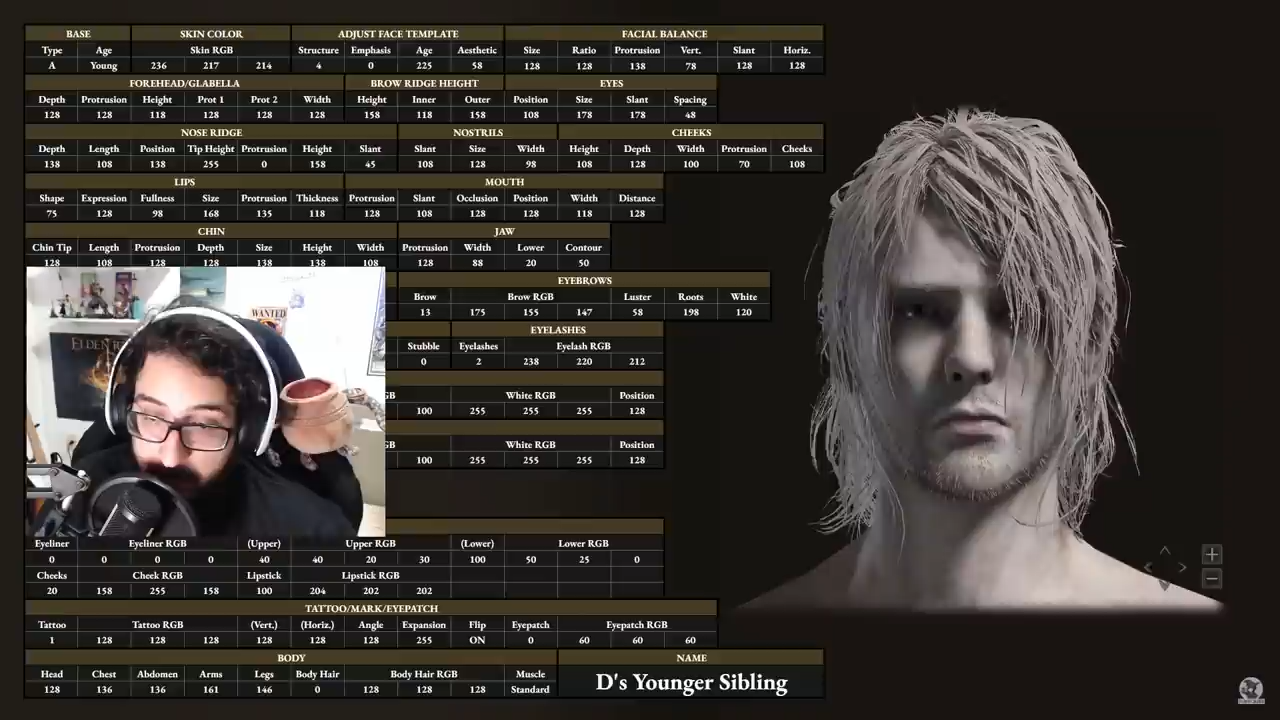 BASE SKIN COLOR ADJUST FACE TEMPLATE FACIAL BALANCE
Type Age Skin RGB Structure Emphasis Age Aesthetic Size Ratio Protrusion Vert. Slant Horiz.
A Young 236 217 214 4 0 225 58 128 128 138 78 128 128
FOREHEAD/GLABELLA BROW RIDGE HEIGHT EYES
Depth Protrusion Height Prot 1 Prot 2 Width Height Inner Outer Position Size Slant Spacing
128 128 118 128 128 128 158 118 158 108 178 178 48
NOSE RIDGE NOSTRILS CHEEKS
Depth Length Position Tip Height Protrusion Height Slant Slant Size Width Height Depth Width Protrusion Cheeks
138 108 138 255 0 158 45 108 128 98 108 128 100 70 108
LIPS MOUTH
Shape Expression Fullness Size Protrusion Thickness Protrusion Slant Occlusion Position Width Distance
75 128 98 168 135 118 128 108 128 128 118 128
CHIN JAW
Chin Tip Length Protrusion Depth Size Height Width Protrusion Width Lower Contour
128 108 128 128 138 138 108 128 88 20 50
EYEBROWS
Brow Brow RGB Luster Roots White
13 175 155 147 58 198 120
EYELASHES
Stubble Eyelashes Eyelash RGB
0 2 238 220 212
White RGB Position
100 255 255 255 128
White RGB Position
100 255 255 255 128
WANTED
ELDEN
Eyeliner Eyeliner RGB (Upper) Upper RGB (Lower) Lower RGB
0 0 0 0 40 40 20 30 100 50 25 0
Cheeks Cheek RGB Lipstick Lipstick RGB
20 158 255 158 100 204 202 202
TATTOO/MARK/EYEPATCH
Tattoo Tattoo RGB (Vert.) (Horiz.) Angle Expansion Flip Eyepatch Eyepatch RGB
1 128 128 128 128 128 128 255 ON 0 60 60 60
BODY NAME
Head Chest Abdomen Arms Legs Body Hair Body Hair RGB Muscle
128 136 136 161 146 0 128 128 128 Standard
D's Younger Sibling